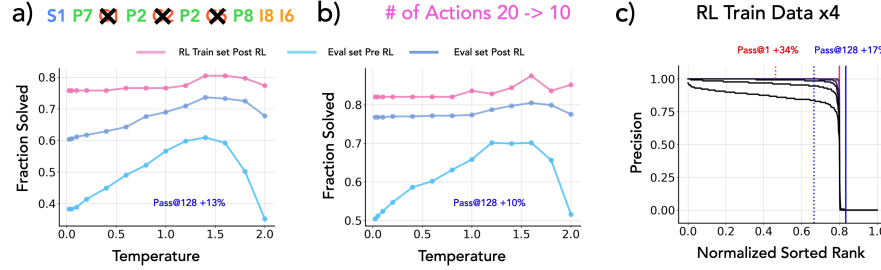 a) S1 P7 P2 P2 P8 I8 I6
b) # of Actions 20 -> 10
c) RL Train Data x4
RL Train set Post RL Eval set Pre RL Eval set Post RL
Pass@1 +34% Pass@128 +17%
Fraction Solved
0.8
0.7
0.6
0.5
0.4
Pass@128 +13%
0.0 0.5 1.0 1.5 2.0
Temperature
Fraction Solved
0.8
0.7
0.6
0.5
Pass@128 +10%
0.0 0.5 1.0 1.5 2.0
Temperature
Precision
1.00
0.75
0.50
0.25
0.00
0.0 0.2 0.4 0.6 0.8 1.0
Normalized Sorted Rank